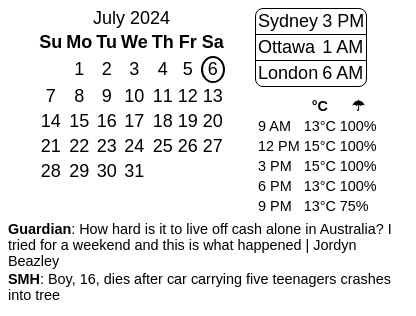 July 2024
Su Mo Tu We Th Fr Sa
1 2 3 4 5 6
7 8 9 10 11 12 13
14 15 16 17 18 19 20
21 22 23 24 25 26 27
28 29 30 31
Sydney 3 PM
Ottawa 1 AM
London 6 AM
°C ☂
9 AM 13°C 100%
12 PM 15°C 100%
3 PM 15°C 100%
6 PM 13°C 100%
9 PM 13°C 75%
Guardian: How hard is it to live off cash alone in Australia? I
tried for a weekend and this is what happened | Jordyn
Beazley
SMH: Boy, 16, dies after car carrying five teenagers crashes
into tree